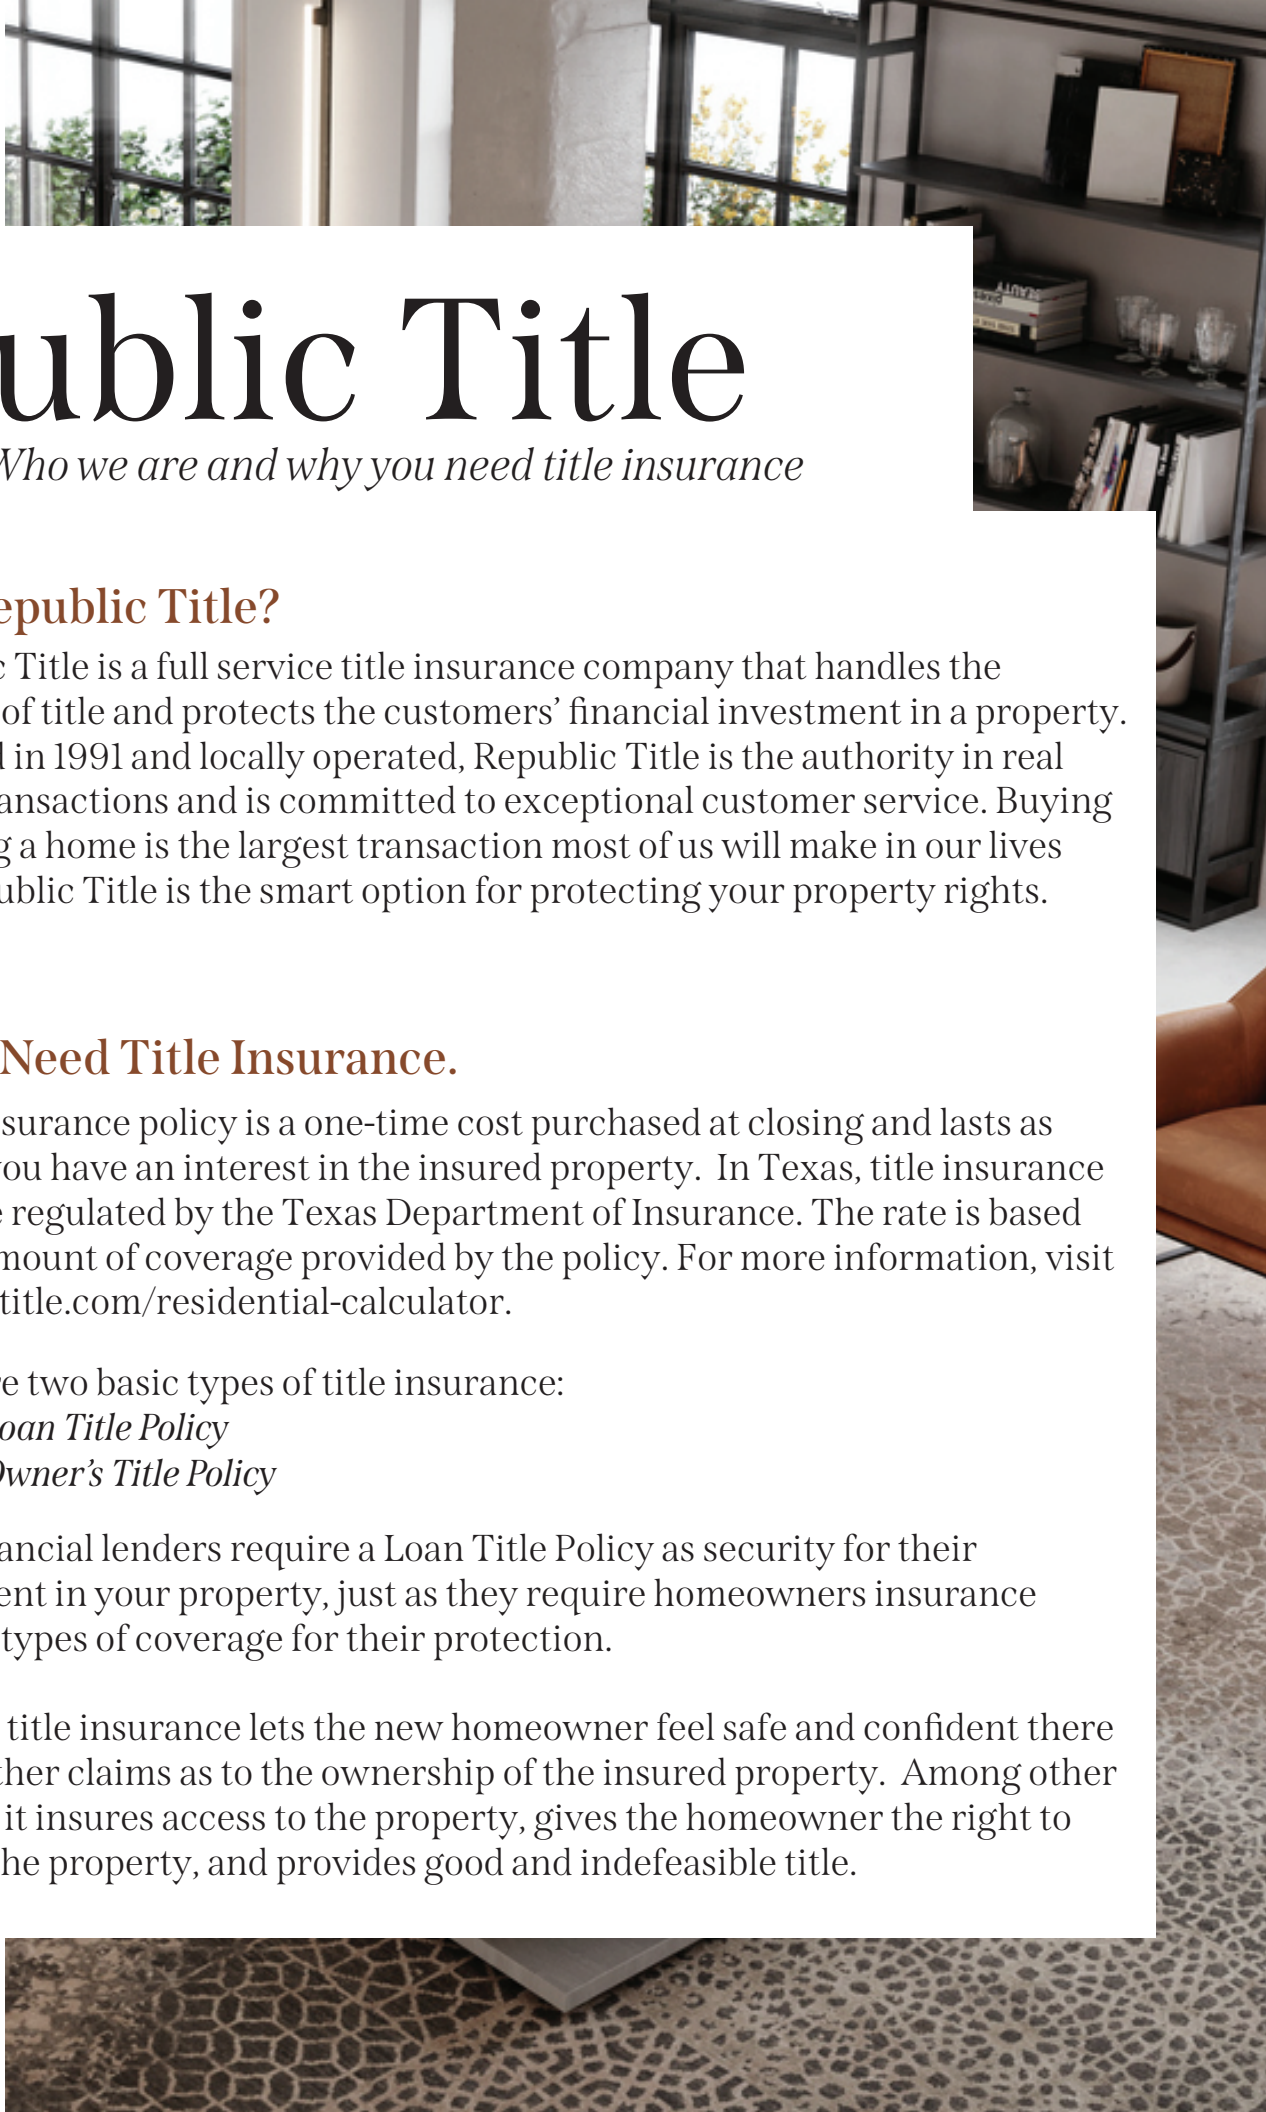 ublic Title
Who we are and why you need title insurance
epublic Title?
c Title is a full service title insurance company that handles the
of title and protects the customers’ financial investment in a property.
d in 1991 and locally operated, Republic Title is the authority in real
ansactions and is committed to exceptional customer service. Buying
g a home is the largest transaction most of us will make in our lives
ublic Title is the smart option for protecting your property rights.
Need Title Insurance.
surance policy is a one-time cost purchased at closing and lasts as
you have an interest in the insured property.  In Texas, title insurance
e regulated by the Texas Department of Insurance. The rate is based
mount of coverage provided by the policy. For more information, visit
title.com/residential-calculator.
re two basic types of title insurance:
oan Title Policy
Owner’s Title Policy
ancial lenders require a Loan Title Policy as security for their
ent in your property, just as they require homeowners insurance
types of coverage for their protection.
title insurance lets the new homeowner feel safe and confident there
ther claims as to the ownership of the insured property.  Among other
it insures access to the property, gives the homeowner the right to
he property, and provides good and indefeasible title.
BEAUTY